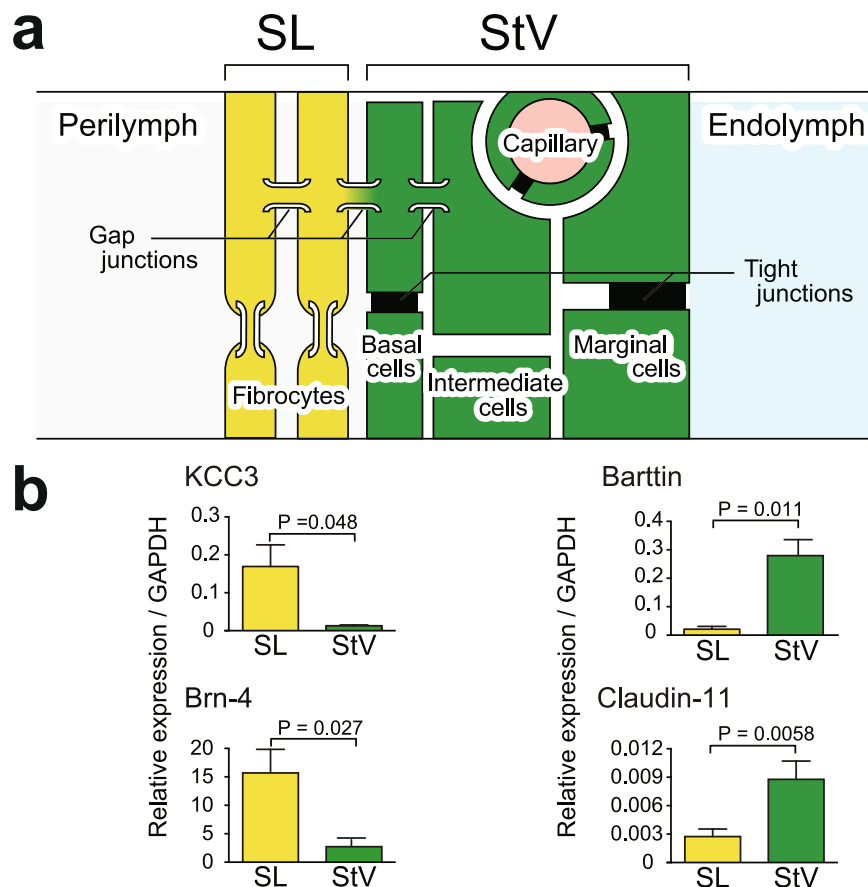 a
SL
StV
Perilymph
Capillary
Endolymph
Gap
junctions
Tight
junctions
Basal
cells
Marginal
cells
Intermediate
cells
Fibrocytes
b
KCC3
Relative expression / GAPDH
0.3
0.2
0.1
0
P =0.048
SL
StV
Barttin
Relative expression / GAPDH
0.4
0.3
0.2
0.1
0
P = 0.011
SL
StV
Brn-4
20
15
10
5
0
P = 0.027
SL
StV
Claudin-11
0.012
0.009
0.006
0.003
0
P = 0.0058
SL
StV